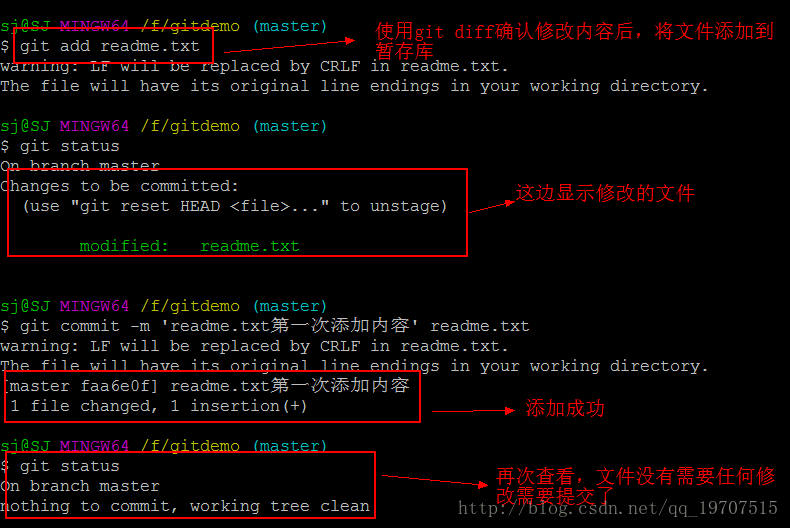 sj@SJ MINGW64 /f/gitdemo (master)
$ git add readme.txt
使用git diff确认修改内容后，将文件添加到
暂存库
warning: LF will be replaced by CRLF in readme.txt.
The file will have its original line endings in your working directory.
sj@SJ MINGW64 /f/gitdemo (master)
$ git status
On branch master
Changes to be committed:
(use "git reset HEAD <file>..." to unstage)
这边显示修改的文件
modified:   readme.txt
sj@SJ MINGW64 /f/gitdemo (master)
$ git commit -m 'readme.txt第一次添加内容' readme.txt
warning: LF will be replaced by CRLF in readme.txt.
The file will have its original line endings in your working directory.
[master faa6e0f] readme.txt第一次添加内容
1 file changed, 1 insertion(+)
添加成功
sj@SJ MINGW64 /f/gitdemo (master)
$ git status
On branch master
nothing to commit, working tree clean
再次查看，文件没有需要任何修
改需要提交了
http://blog.csdn.net/qq_19707515